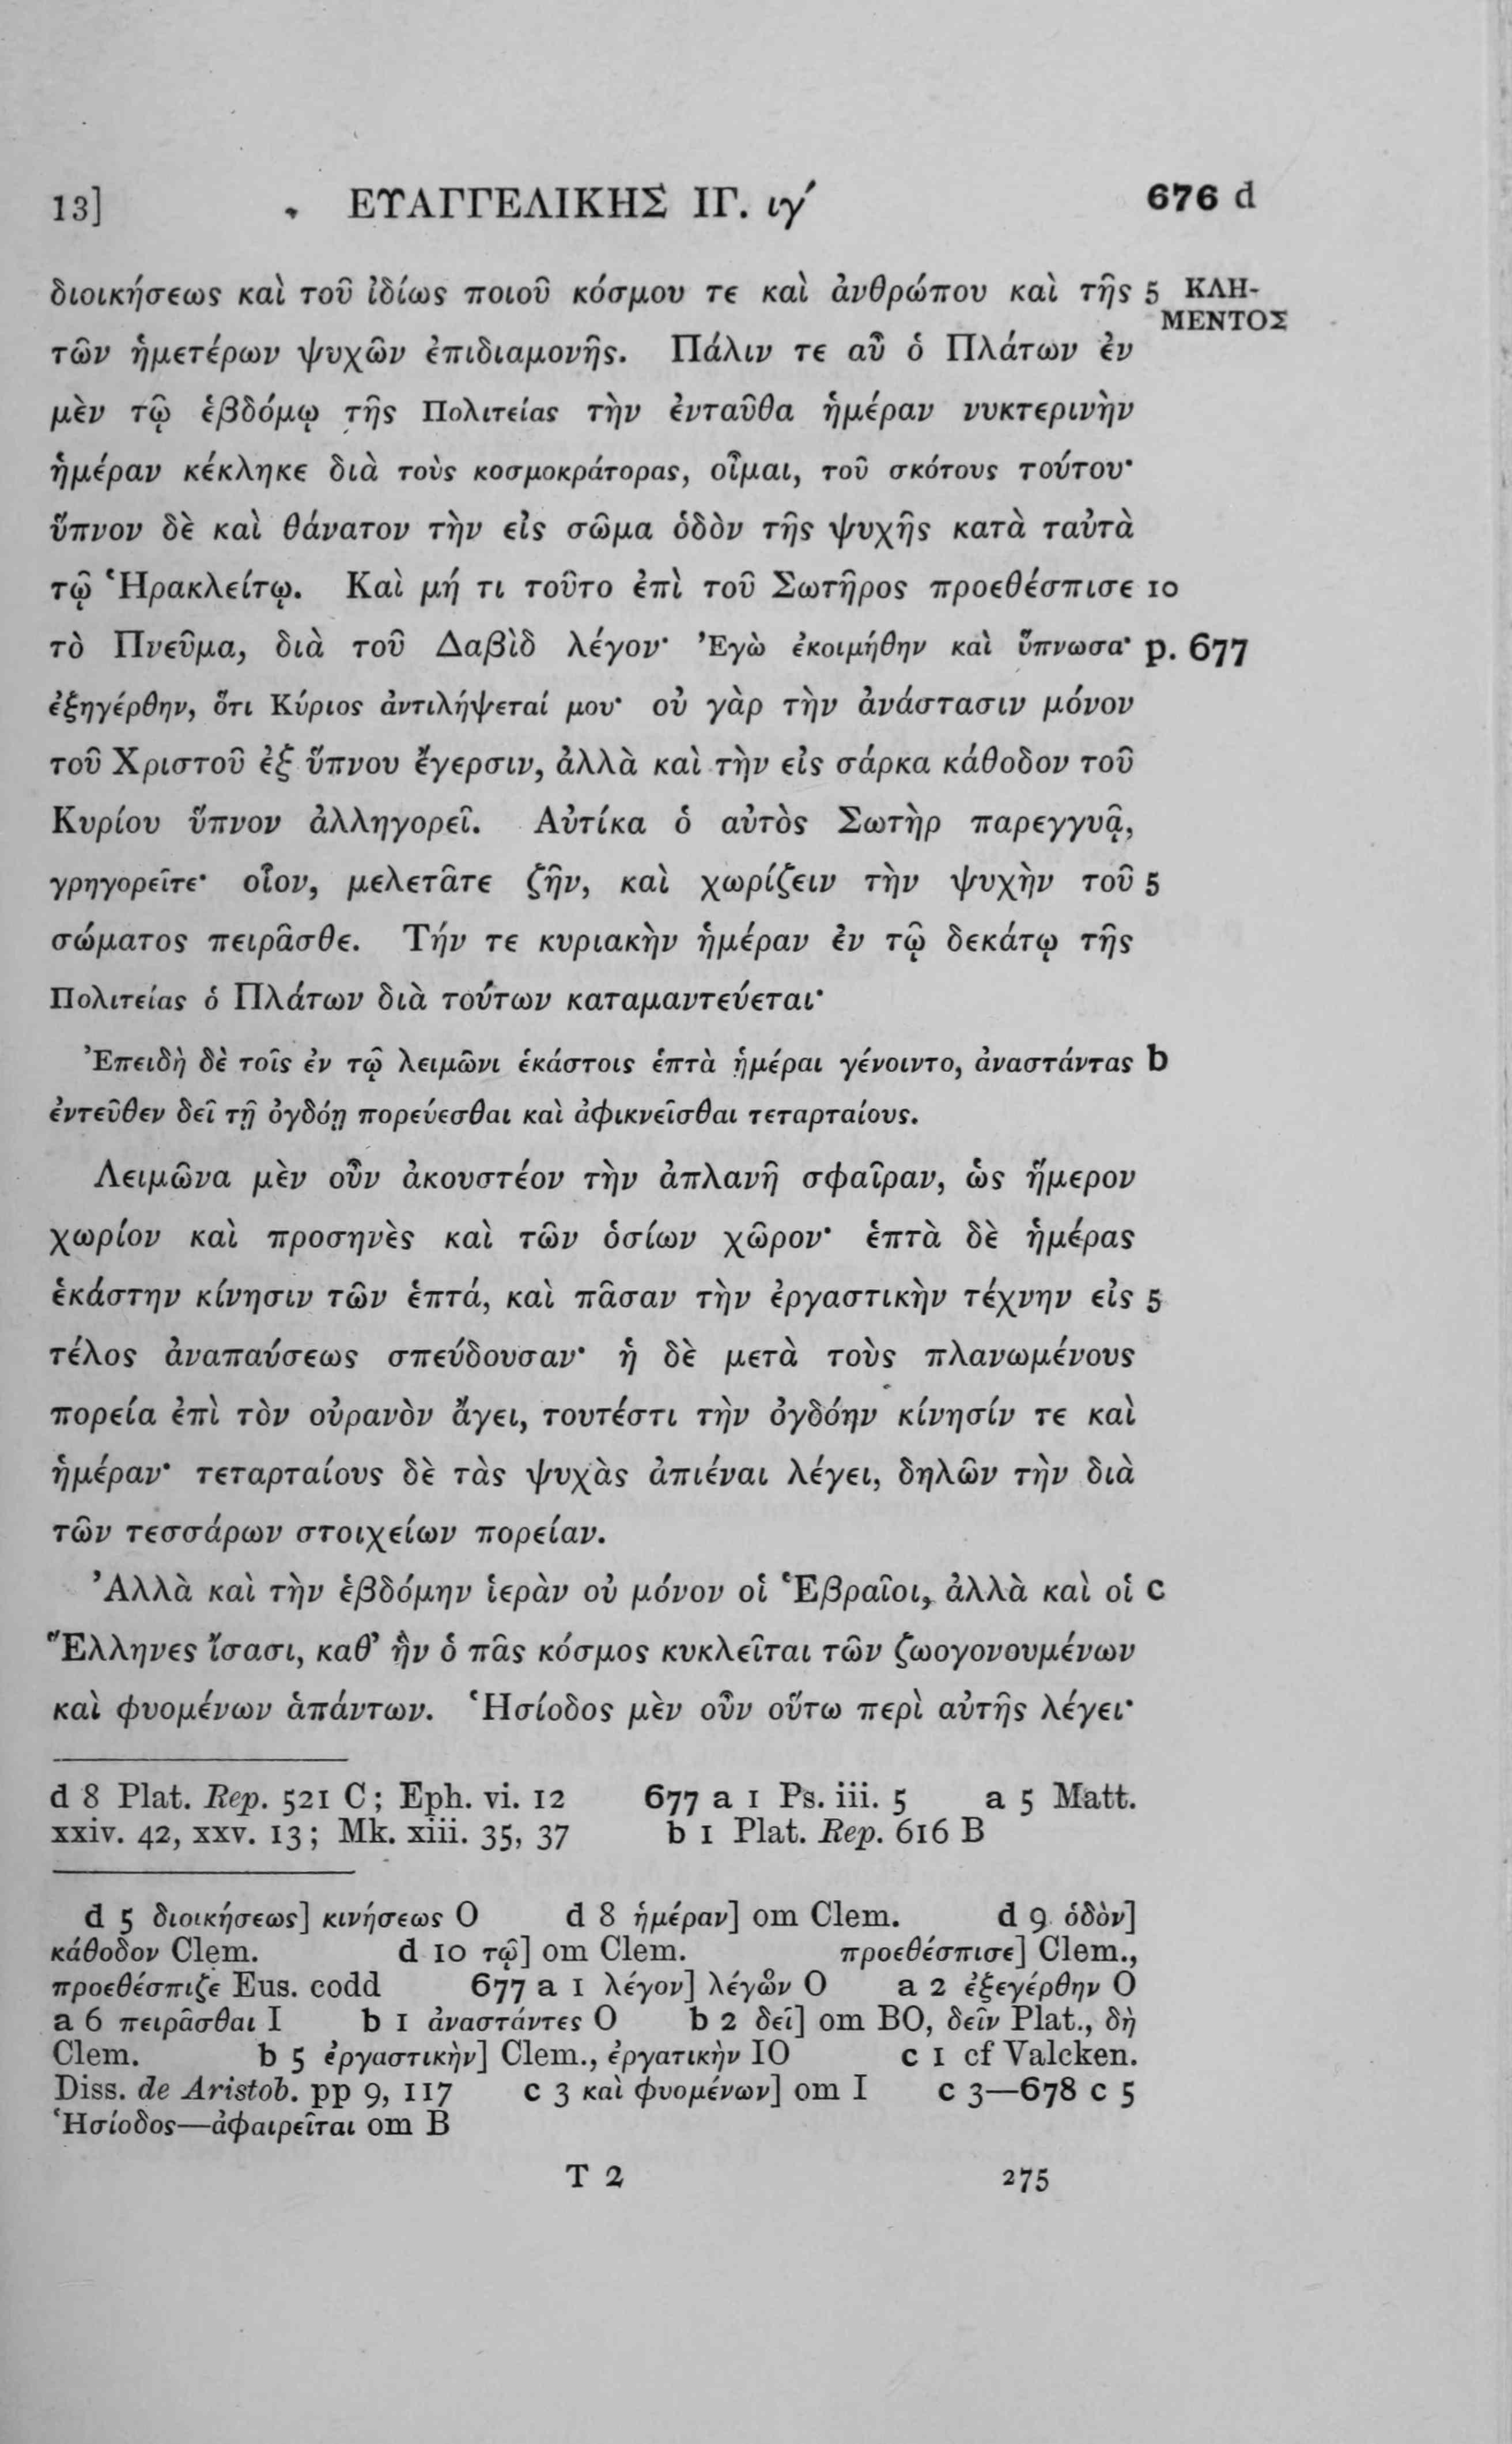 13] ΕΥΑΓΓΕΛΙΚΗΣ ΙΓ. ιγ´ 676 d
διοικήσεως καὶ τοῦ ἰδίως ποιοῦ κόσμου τε καὶ ἀνθρώπου καὶ τῆς 5 ΚΛΗ-
ΜΕΝΤΟΣ
τῶν ἡμετέρων ψυχῶν ἐπιδιαμονῆς. Πάλιν τε αὖ ὁ Πλάτων ἐν
μὲν τῷ ἑβδόμῳ τῆς Πολιτείας τὴν ἐνταῦθα ἡμέραν νυκτερινὴν
ἡμέραν κέκληκε διὰ τοὺς κοσμοκράτορας, οἶμαι, τοῦ σκότους τούτου·
ὕπνον δὲ καὶ θάνατον τὴν εἰς σῶμα ὁδὸν τῆς ψυχῆς κατὰ ταὐτὰ
τῷ Ἡρακλείτῳ. Καὶ μή τι τοῦτο ἐπὶ τοῦ Σωτῆρος προεθέσπισε 10
τὸ Πνεῦμα, διὰ τοῦ Δαβὶδ λέγον· Ἐγὼ ἐκοιμήθην καὶ ὕπνωσα· p. 677
ἐξηγέρθην, ὅτι Κύριος ἀντιλήψεταί μου· οὐ γὰρ τὴν ἀνάστασιν μόνον
τοῦ Χριστοῦ ἐξ ὕπνου ἔγερσιν, ἀλλὰ καὶ τὴν εἰς σάρκα κάθοδον τοῦ
Κυρίου ὕπνον ἀλληγορεῖ. Αὐτίκα ὁ αὐτὸς Σωτὴρ παρεγγυᾷ,
γρηγορεῖτε· οἷον, μελετᾶτε ζῆν, καὶ χωρίζειν τὴν ψυχὴν τοῦ 5
σώματος πειρᾶσθε. Τήν τε κυριακὴν ἡμέραν ἐν τῷ δεκάτῳ τῆς
Πολιτείας ὁ Πλάτων διὰ τούτων καταμαντεύεται·
Ἐπειδὴ δὲ τοῖς ἐν τῷ λειμῶνι ἑκάστοις ἑπτὰ ἡμέραι γένοιντο, ἀναστάντας b
ἐντεῦθεν δεῖ τῇ ὀγδόῃ πορεύεσθαι καὶ ἀφικνεῖσθαι τεταρταίους.
Λειμῶνα μὲν οὖν ἀκουστέον τὴν ἀπλανῆ σφαῖραν, ὡς ἥμερον
χωρίον καὶ προσηνὲς καὶ τῶν ὁσίων χῶρον· ἑπτὰ δὲ ἡμέρας
ἑκάστην κίνησιν τῶν ἑπτά, καὶ πᾶσαν τὴν ἐργαστικὴν τέχνην εἰς 5
τέλος ἀναπαύσεως σπεύδουσαν· ἡ δὲ μετὰ τοὺς πλανωμένους
πορεία ἐπὶ τὸν οὐρανὸν ἄγει, τουτέστι τὴν ὀγδόην κίνησίν τε καὶ
ἡμέραν· τεταρταίους δὲ τὰς ψυχὰς ἀπιέναι λέγει, δηλῶν τὴν διὰ
τῶν τεσσάρων στοιχείων πορείαν.
Ἀλλὰ καὶ τὴν ἑβδόμην ἱερὰν οὐ μόνον οἱ Ἑβραῖοι, ἀλλὰ καὶ οἱ c
Ἕλληνες ἴσασι, καθ’ ἣν ὁ πᾶς κόσμος κυκλεῖται τῶν ζωογονουμένων
καὶ φυομένων ἁπάντων. Ἡσίοδος μὲν οὖν οὕτω περὶ αὐτῆς λέγει·
d 8 Plat. Rep. 521 C; Eph. vi. 12 677 a 1 Ps. iii. 5 a 5 Matt.
xxiv. 42, xxv. 13; Mk. xiii. 35, 37 b 1 Plat. Rep. 616 B
d 5 διοικήσεως] κινήσεως O d 8 ἡμέραν] om Clem. d 9 ὁδὸν]
κάθοδον Clem. d 10 τῷ] om Clem. προεθέσπισε] Clem.,
προεθέσπιζε Eus. codd 677 a 1 λέγον] λέγων O a 2 ἐξεγέρθην O
a 6 πειρᾶσθαι I b 1 ἀναστάντες O b 2 δεῖ] om BO, δεῖν Plat., δὴ
Clem. b 5 ἐργαστικὴν] Clem., ἐργατικὴν IO c 1 cf Valcken.
Diss. de Aristob. pp 9, 117 c 3 καὶ φυομένων] om I c 3—678 c 5
Ἡσίοδος—ἀφαιρεῖται om B
T 2 275